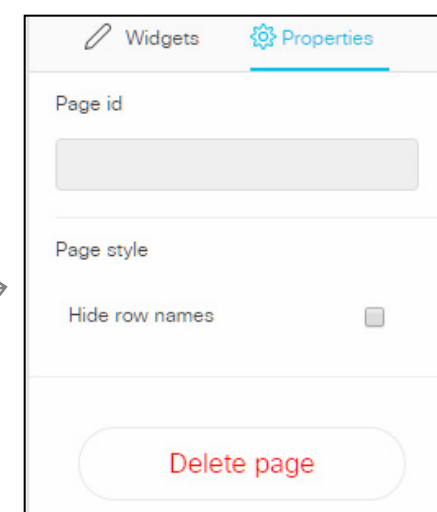 Widgets Properties
Page id
Page style
Hide row names
Delete page